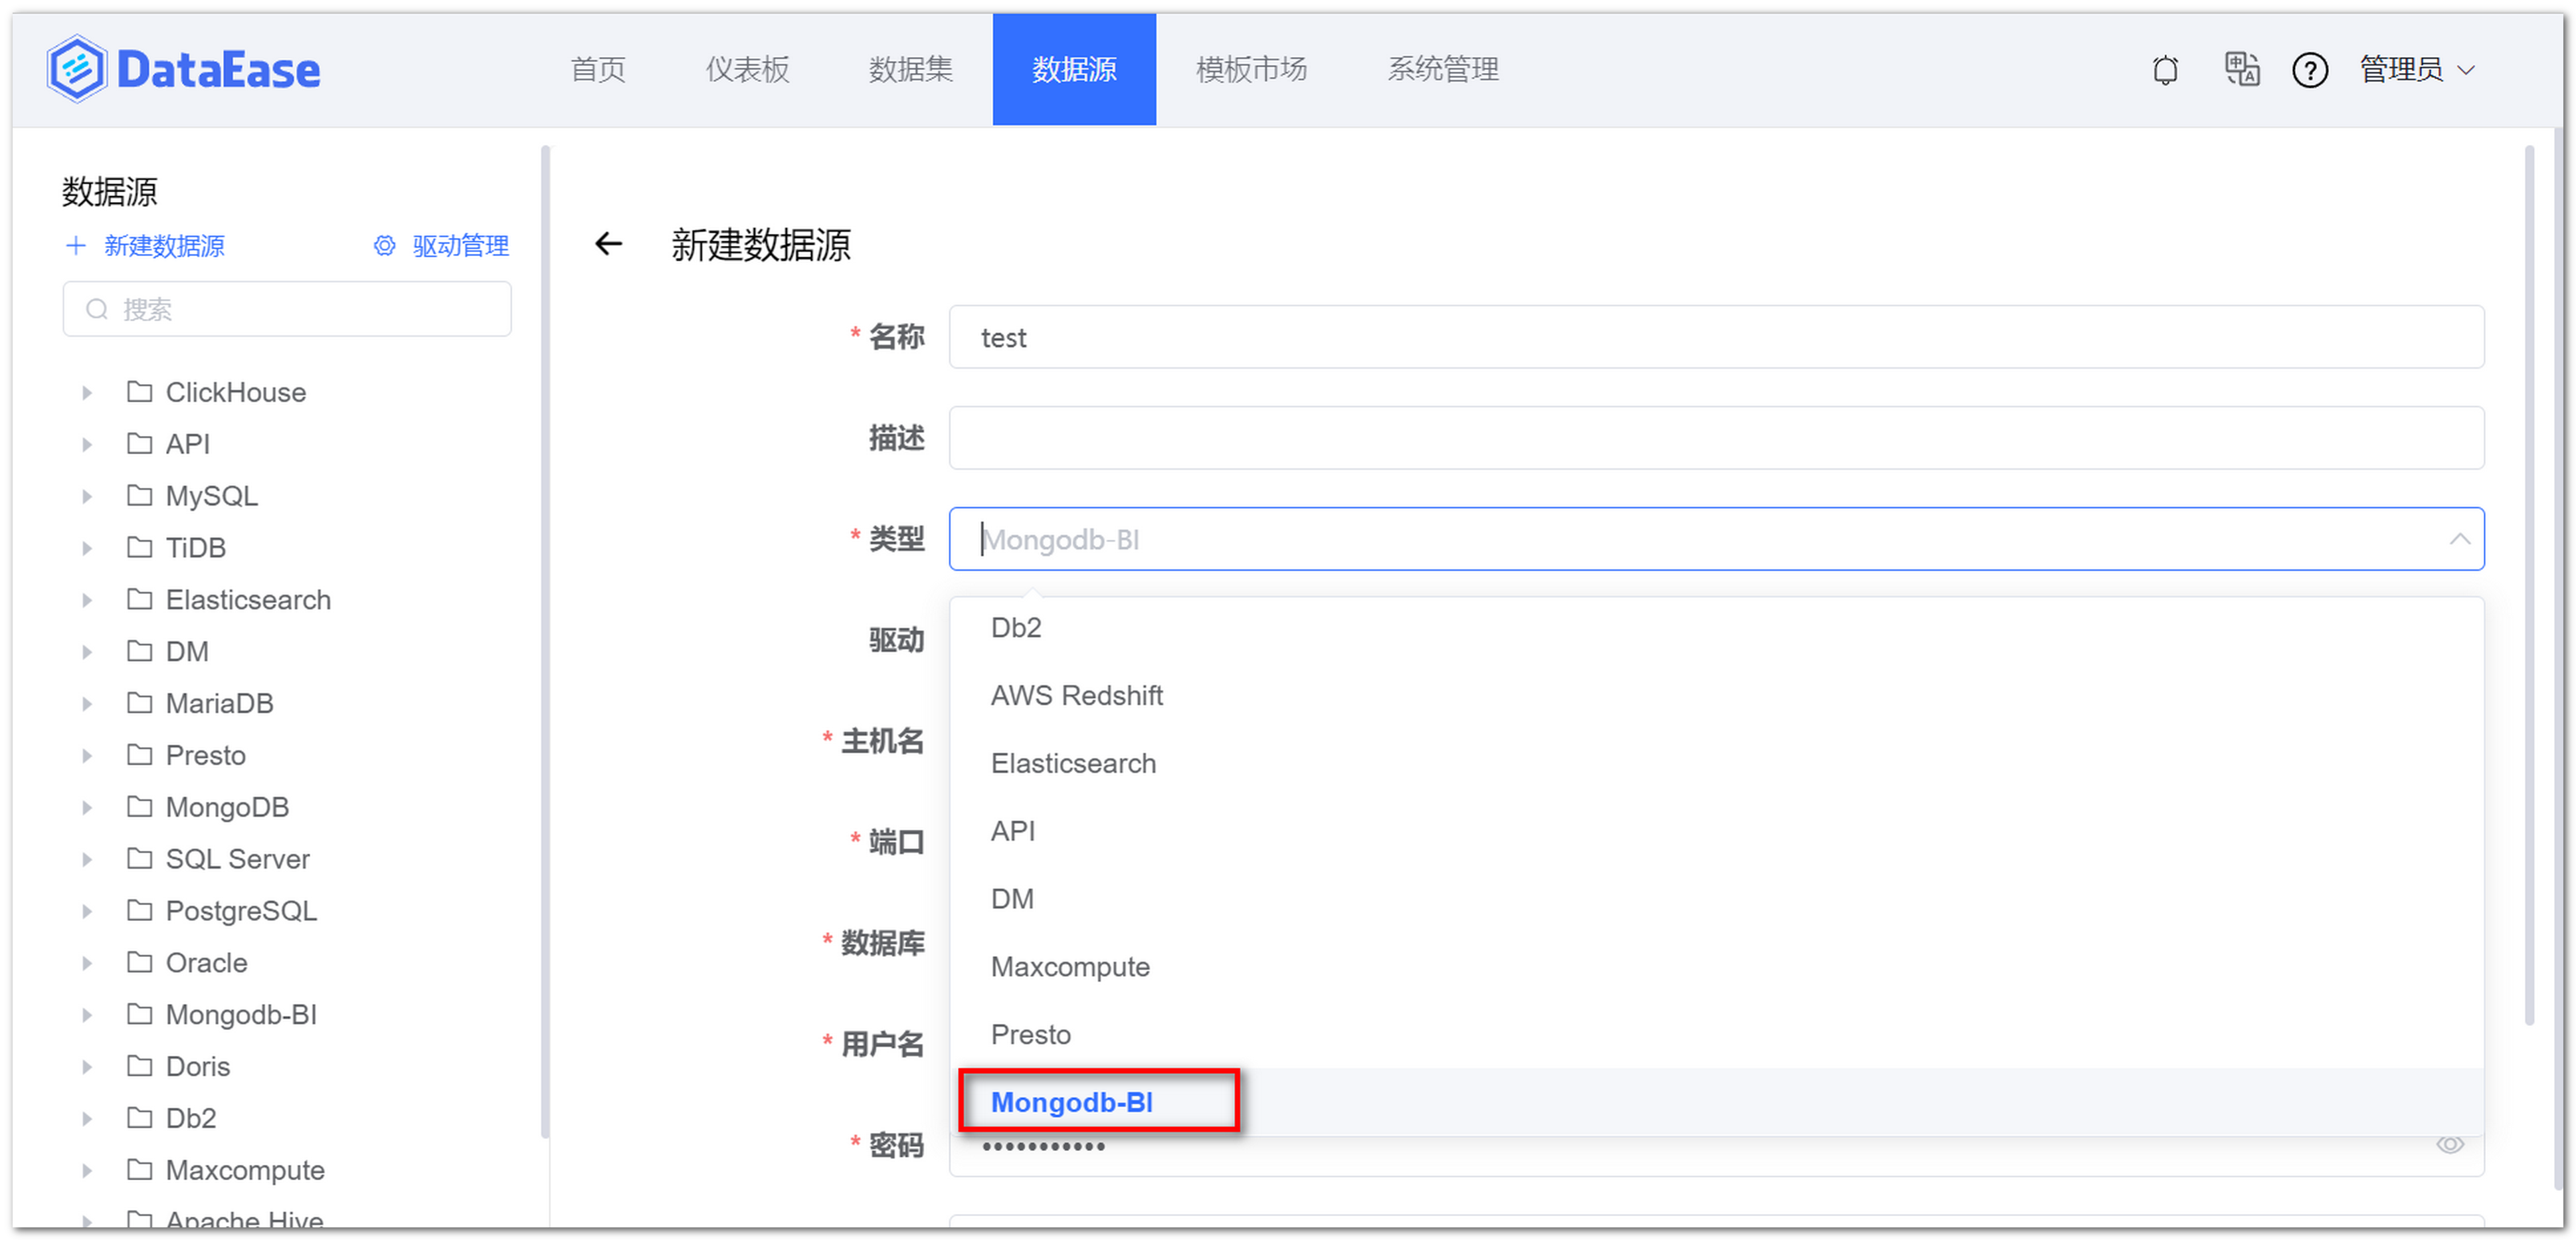 DataEase
首页 仪表板 数据集 数据源 模板市场 系统管理 管理员
数据源
新建数据源 驱动管理
搜索
ClickHouse
API
MySQL
TiDB
Elasticsearch
DM
MariaDB
Presto
MongoDB
SQL Server
PostgreSQL
Oracle
Mongodb-BI
Doris
Db2
Maxcompute
Apache Hive
新建数据源
* 名称 test
描述
* 类型 Mongodb-BI
驱动
* 主机名
* 端口
* 数据库
* 用户名
* 密码 •••••••••••
Db2
AWS Redshift
Elasticsearch
API
DM
Maxcompute
Presto
Mongodb-BI